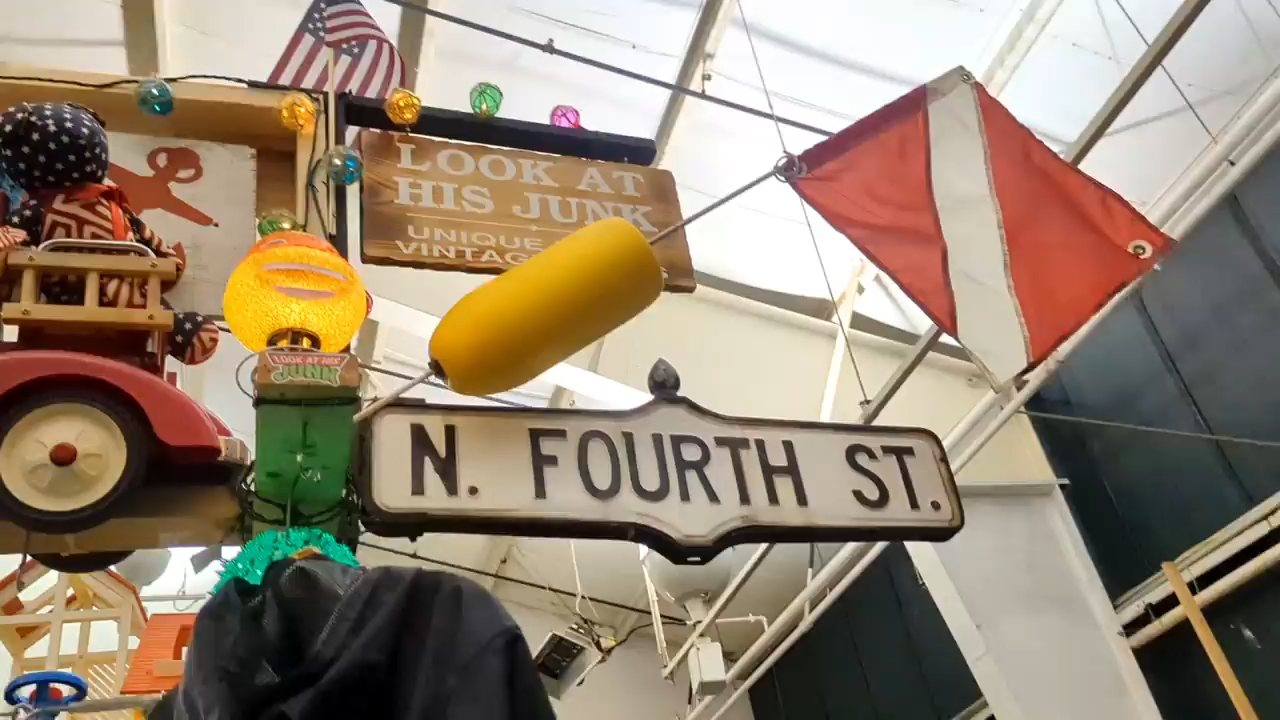 LOOK AT
HIS JUNK
UNIQUE
LOOK AT HIS
JUNK
N. FOURTH ST.